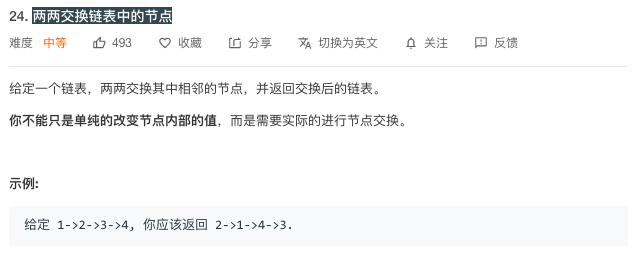 24. 两两交换链表中的节点
难度 中等 493 收藏 分享 切换为英文 关注 反馈
给定一个链表，两两交换其中相邻的节点，并返回交换后的链表。
你不能只是单纯的改变节点内部的值，而是需要实际的进行节点交换。
示例:
给定 1->2->3->4, 你应该返回 2->1->4->3.